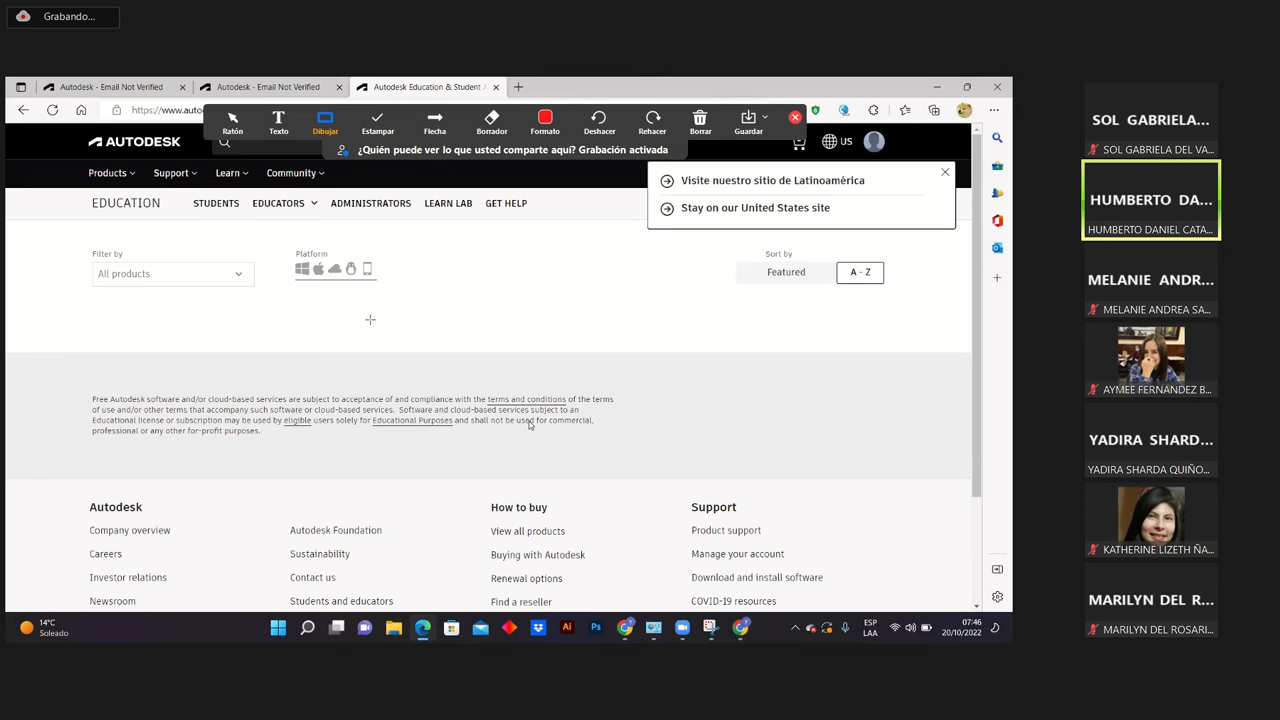 Grabando...
Autodesk - Email Not Verified
Autodesk - Email Not Verified
Autodesk Education & Student A
https://www.auto
Ratón
Texto
Dibujar
Estampar
Flecha
Borrador
Formato
Deshacer
Rehacer
Borrar
Guardar
¿Quién puede ver lo que usted comparte aquí? Grabación activada
AUTODESK
US
Products
Support
Learn
Community
Visite nuestro sitio de Latinoamérica
Stay on our United States site
EDUCATION
STUDENTS
EDUCATORS
ADMINISTRATORS
LEARN LAB
GET HELP
Filter by
All products
Platform
Sort by
Featured
A - Z
Free Autodesk software and/or cloud-based services are subject to acceptance of and compliance with the terms and conditions of the terms
of use and/or other terms that accompany such software or cloud-based services. Software and cloud-based services subject to an
Educational license or subscription may be used by eligible users solely for Educational Purposes and shall not be used for commercial,
professional or any other for-profit purposes.
Autodesk
Company overview
Careers
Investor relations
Newsroom
Autodesk Foundation
Sustainability
Contact us
Students and educators
How to buy
View all products
Buying with Autodesk
Renewal options
Find a reseller
Support
Product support
Manage your account
Download and install software
COVID-19 resources
14°C
Soleado
Ai
Ps
ESP
LAA
07:46
20/10/2022
SOL GABRIELA...
SOL GABRIELA DEL VA...
HUMBERTO DA...
HUMBERTO DANIEL CATA...
MELANIE ANDR...
MELANIE ANDREA SA...
AYMEE FERNANDEZ B...
YADIRA SHARD...
YADIRA SHARDA QUIÑO...
KATHERINE LIZETH ÑA...
MARILYN DEL R...
MARILYN DEL ROSARI...